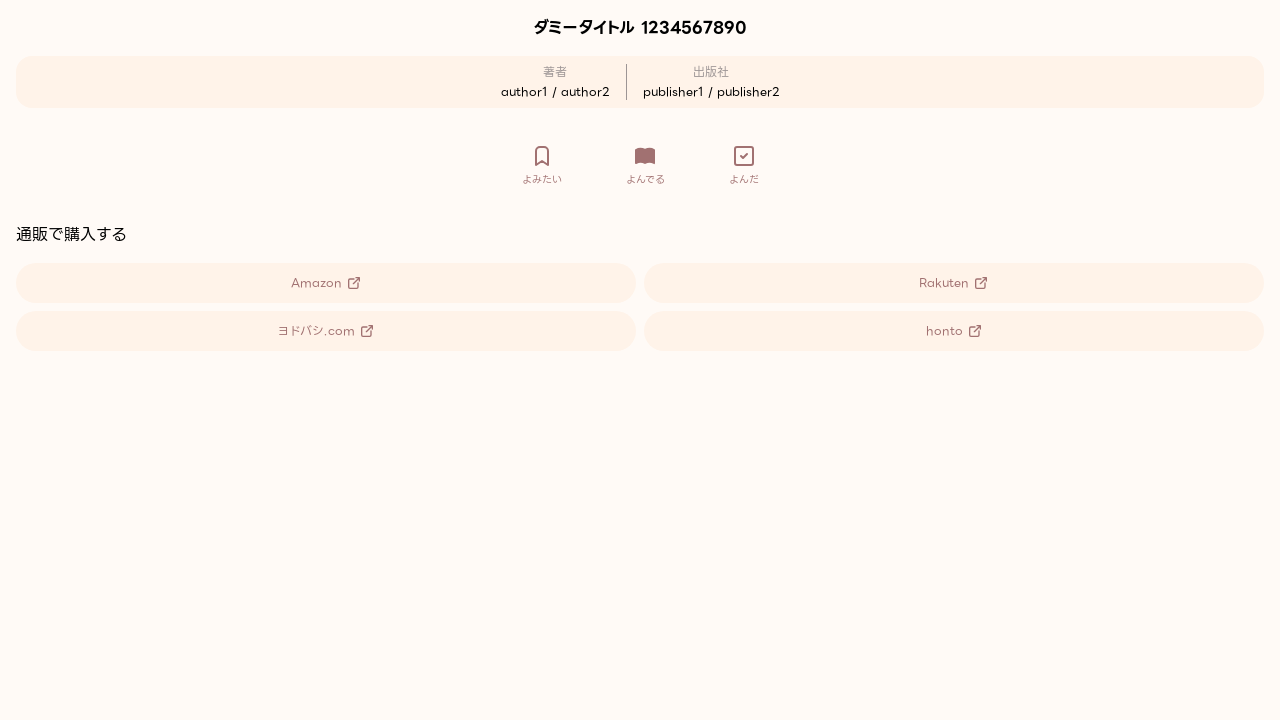 ダミータイトル 1234567890
著者
author1 / author2
出版社
publisher1 / publisher2
よみたい
よんでる
よんだ
通販で購入する
Amazon
Rakuten
ヨドバシ.com
honto